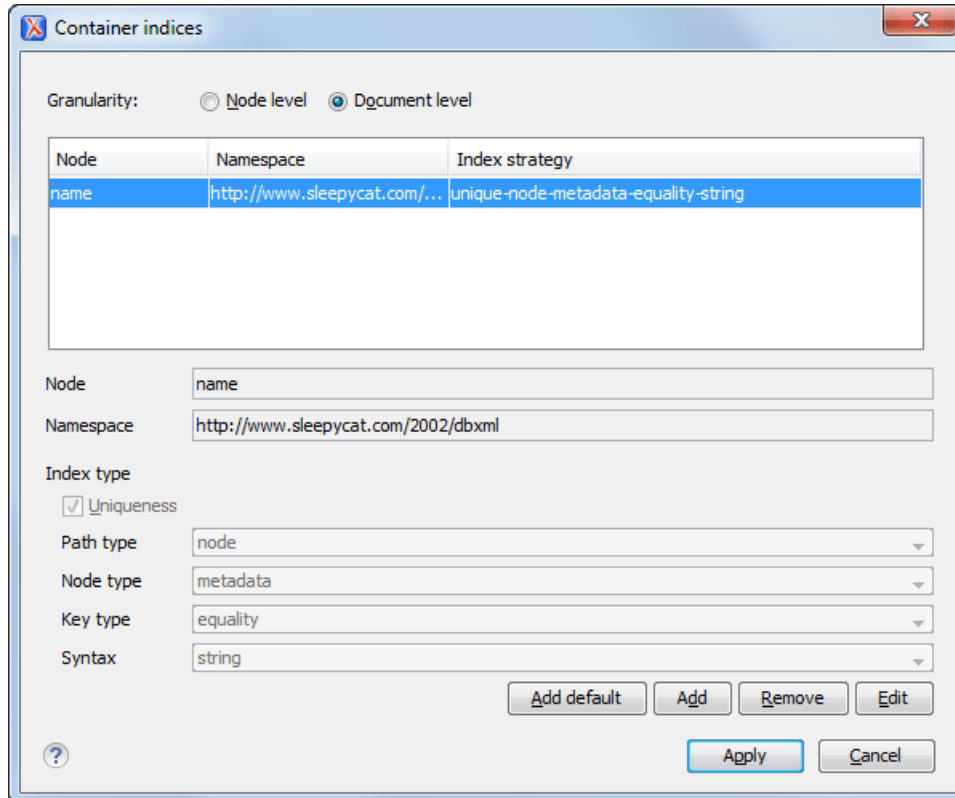 Container indices
Granularity: Node level Document level
Node Namespace Index strategy
name http://www.sleepycat.com/... unique-node-metadata-equality-string
Node name
Namespace http://www.sleepycat.com/2002/dbxml
Index type
Uniqueness
Path type node
Node type metadata
Key type equality
Syntax string
Add default Add Remove Edit
? Apply Cancel